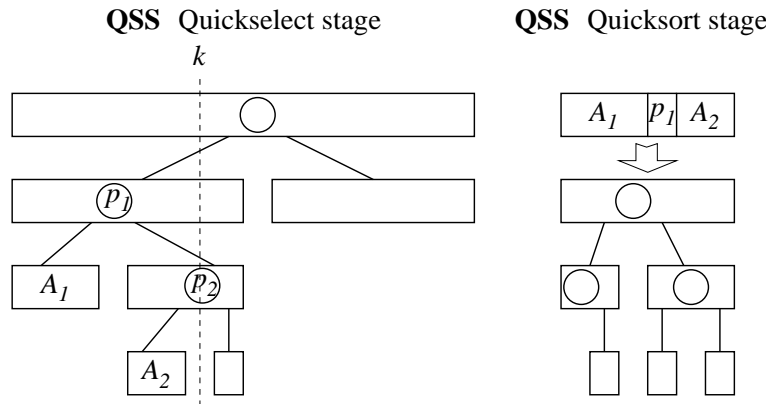 QSS Quickselect stage
QSS Quicksort stage
k
A1 p1 A2
p1
A1
p2
A2